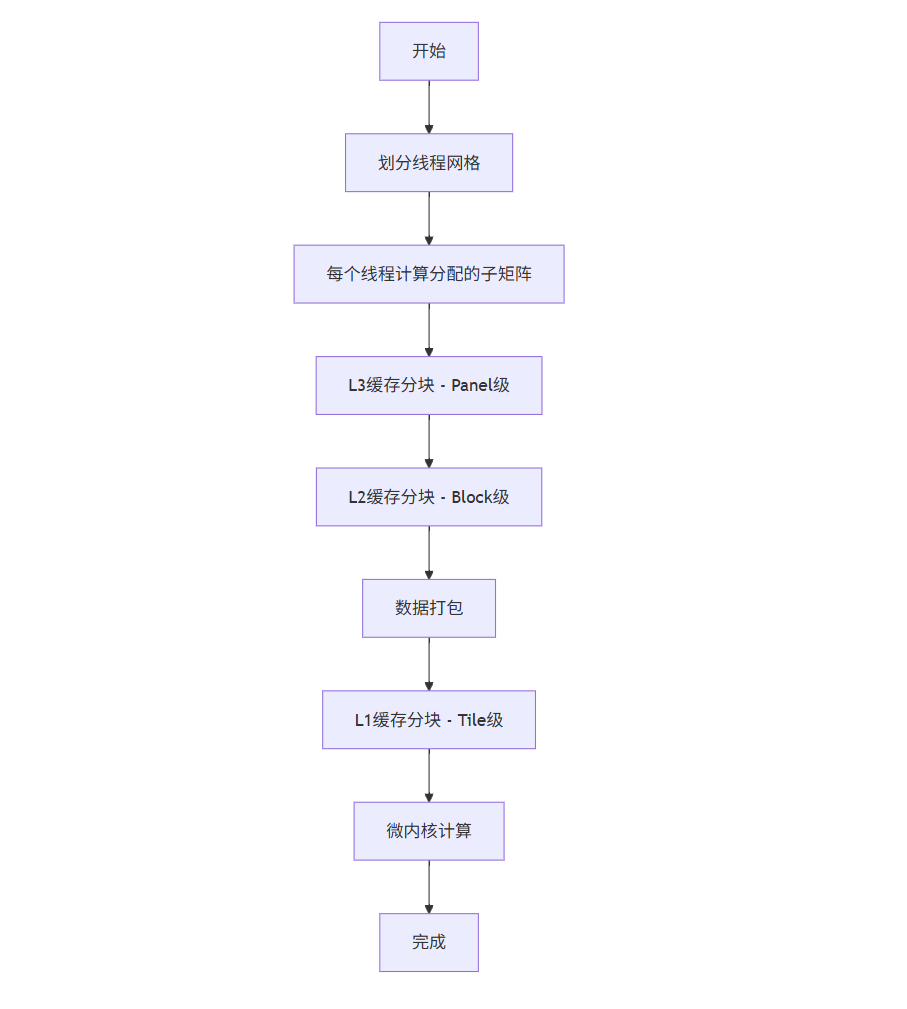 开始
划分线程网格
每个线程计算分配的子矩阵
L3缓存分块 - Panel级
L2缓存分块 - Block级
数据打包
L1缓存分块 - Tile级
微内核计算
完成